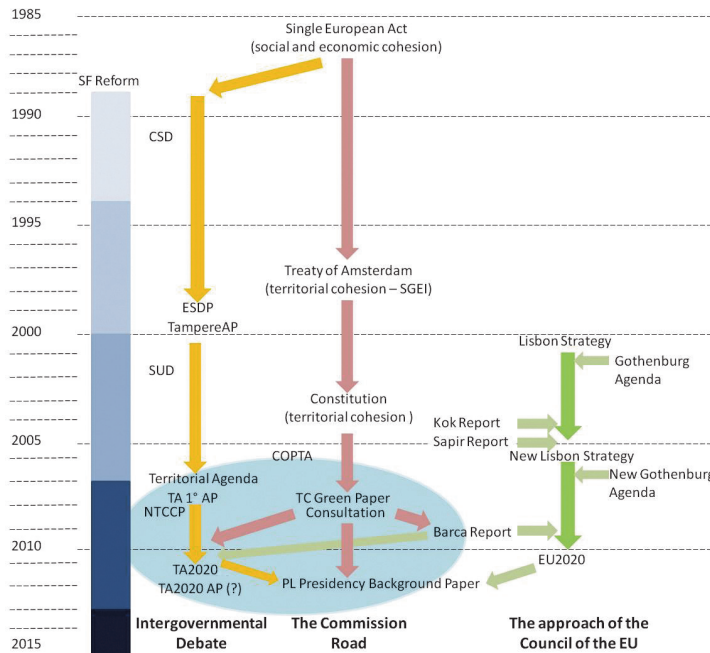 1985
Single European Act
(social and economic cohesion)
SF Reform
1990
CSD
1995
Treaty of Amsterdam
(territorial cohesion – SGEI)
ESDP
TampereAP
2000
Lisbon Strategy
Gothenburg
Agenda
SUD
Constitution
(territorial cohesion )
Kok Report
Sapir Report
2005
COPTA
New Lisbon Strategy
Territorial Agenda
TA 1° AP
NTCCP
TC Green Paper
Consultation
New Gothenburg
Agenda
Barca Report
2010
EU2020
TA2020
TA2020 AP (?)
PL Presidency Background Paper
Intergovernmental
Debate
The Commission
Road
The approach of the
Council of the EU
2015